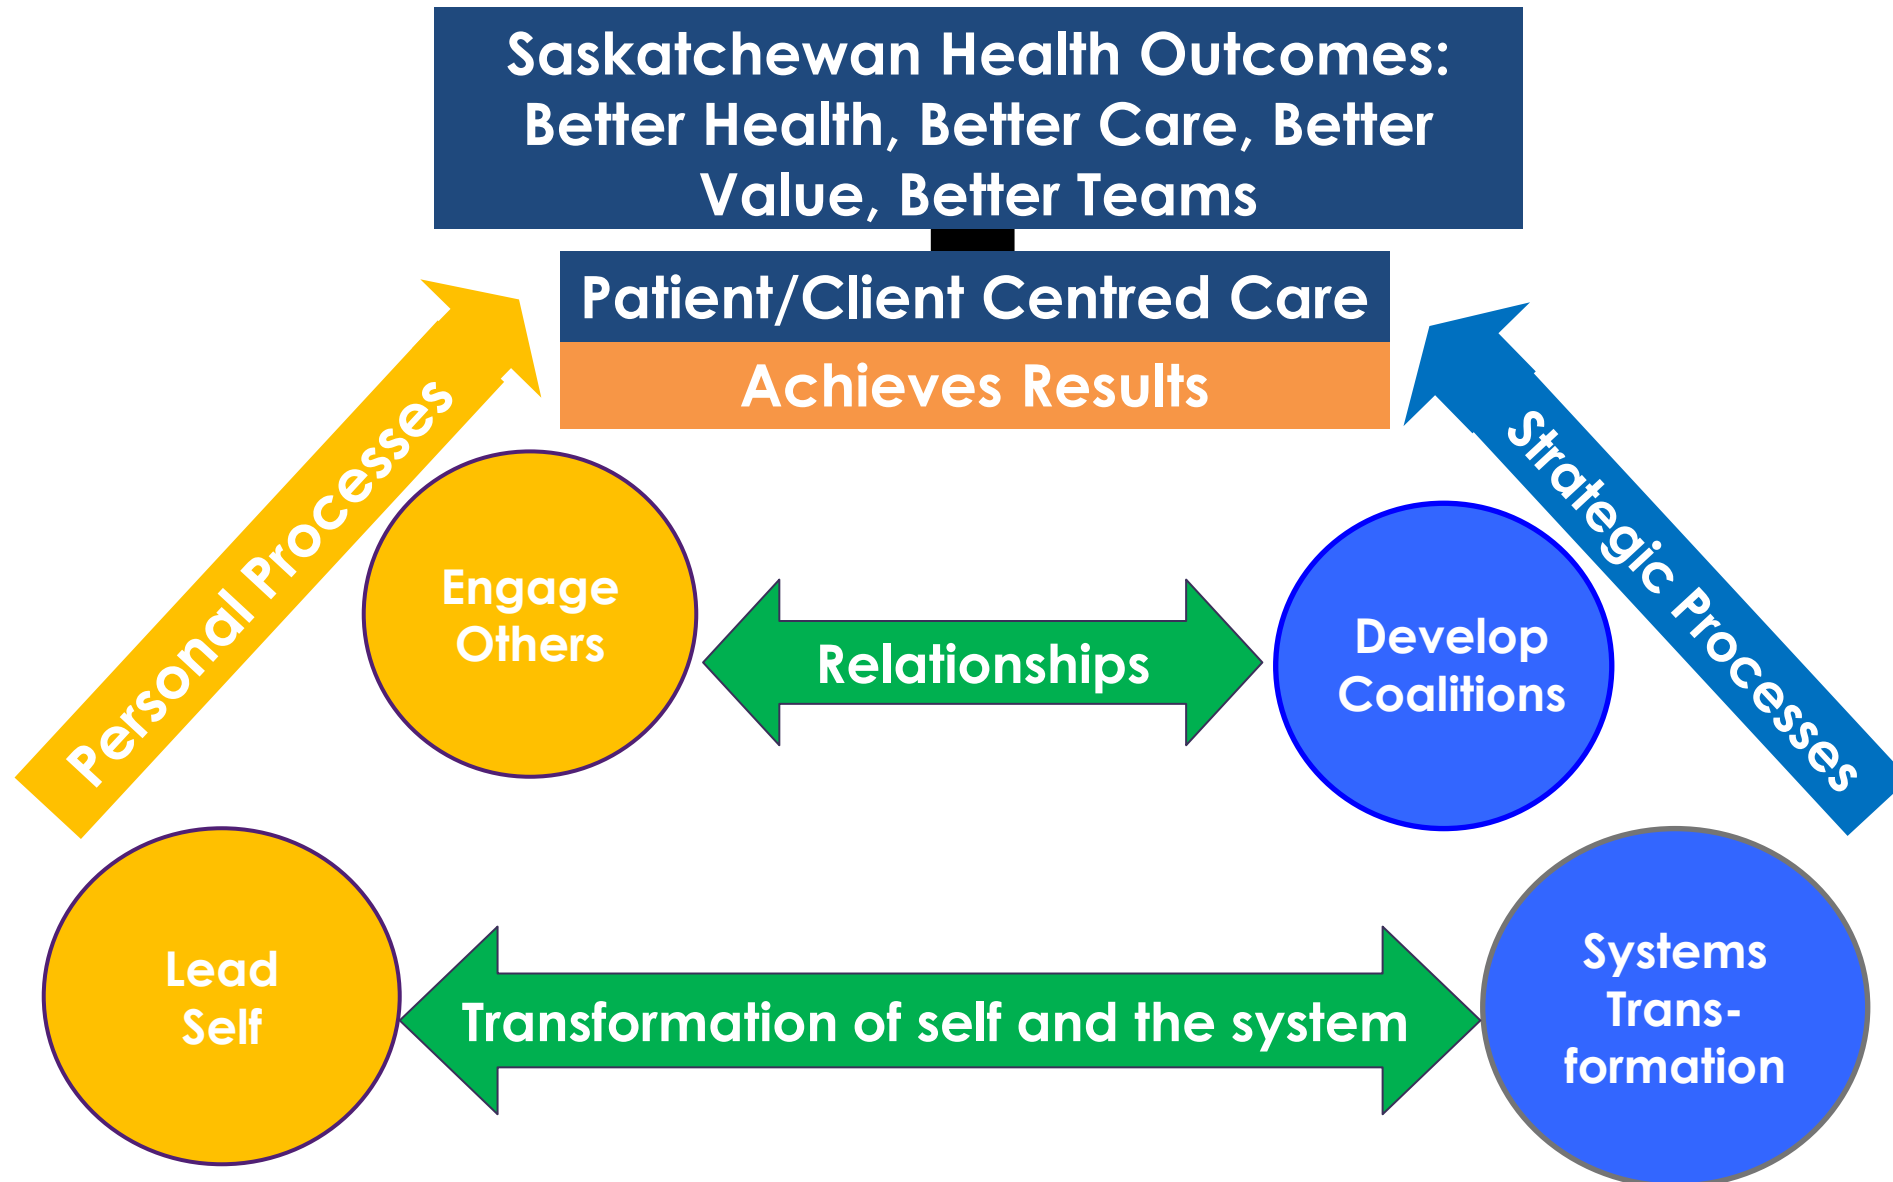 Saskatchewan Health Outcomes:
Better Health, Better Care, Better
Value, Better Teams
Patient/Client Centred Care
Achieves Results
Personal Processes
Strategic Processes
Engage
Others
Relationships
Develop
Coalitions
Lead
Self
Transformation of self and the system
Systems
Trans-
formation